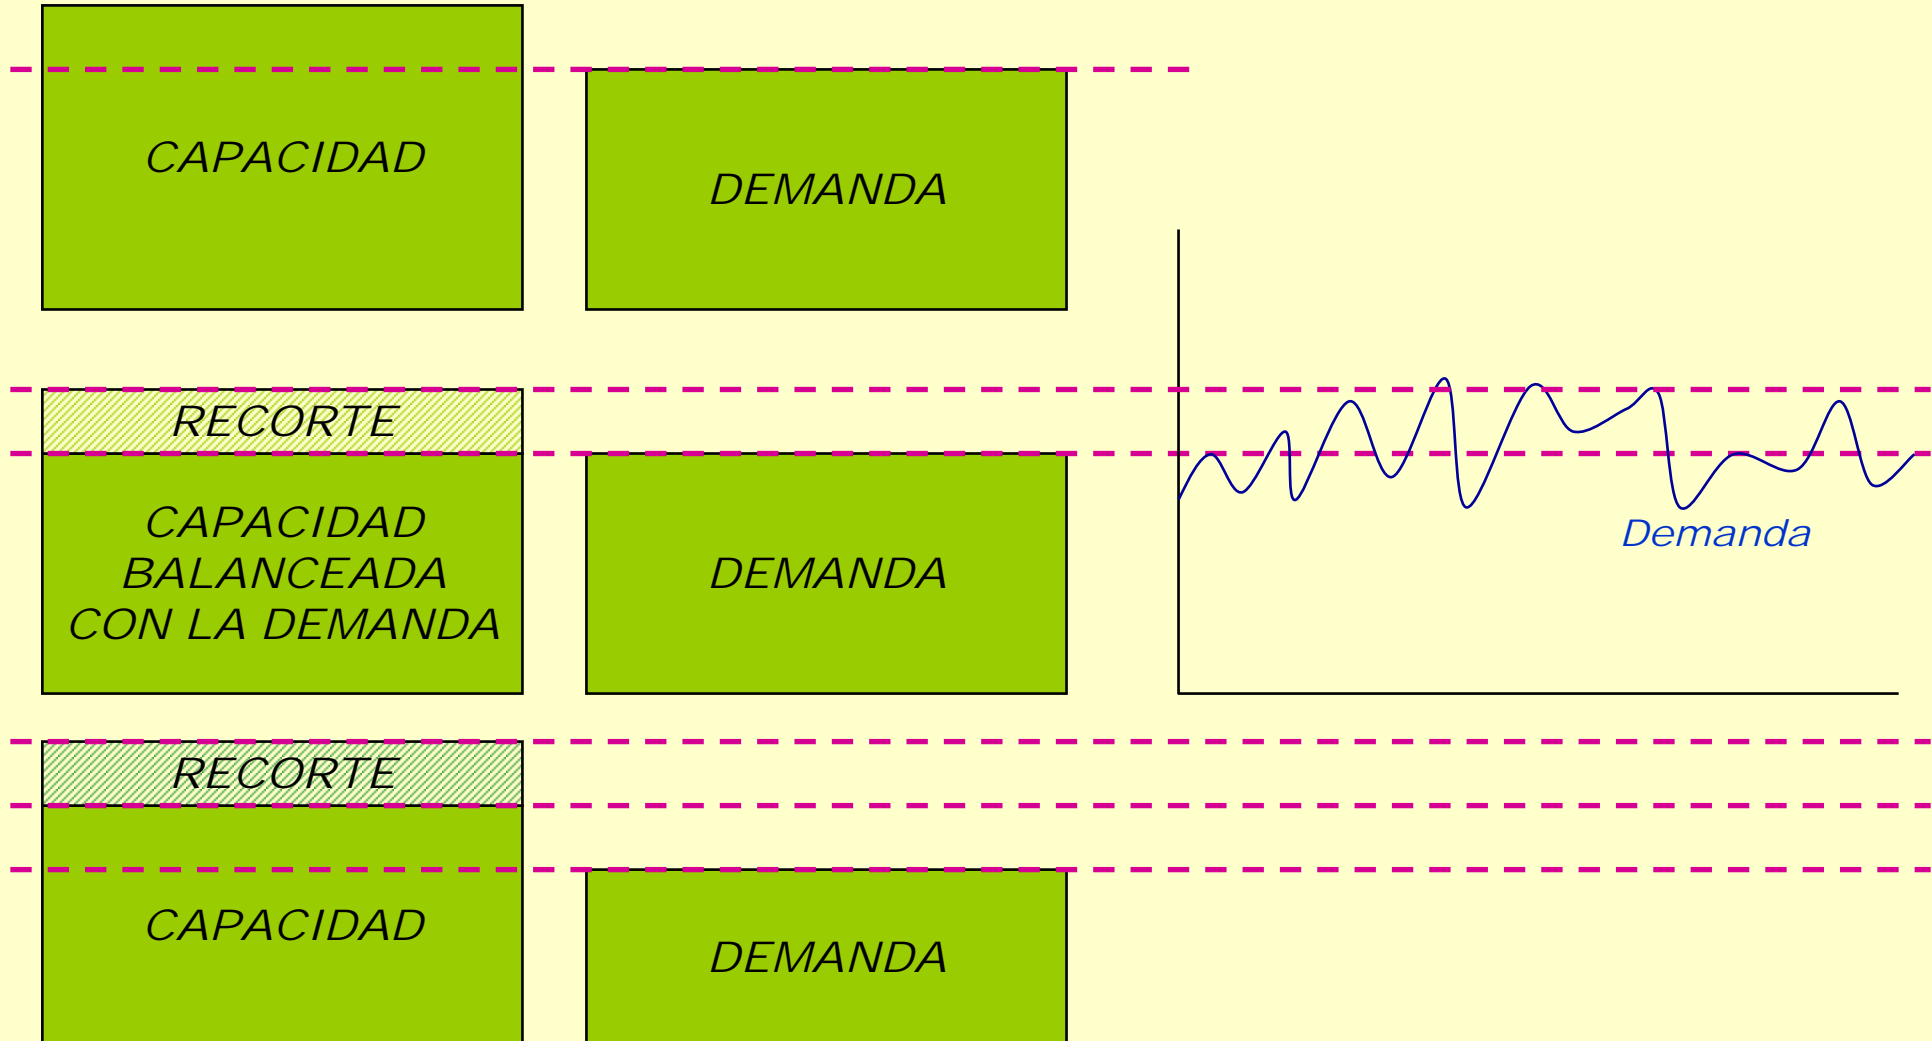 CAPACIDAD
DEMANDA
RECORTE
CAPACIDAD
BALANCEADA
CON LA DEMANDA
DEMANDA
Demanda
RECORTE
CAPACIDAD
DEMANDA